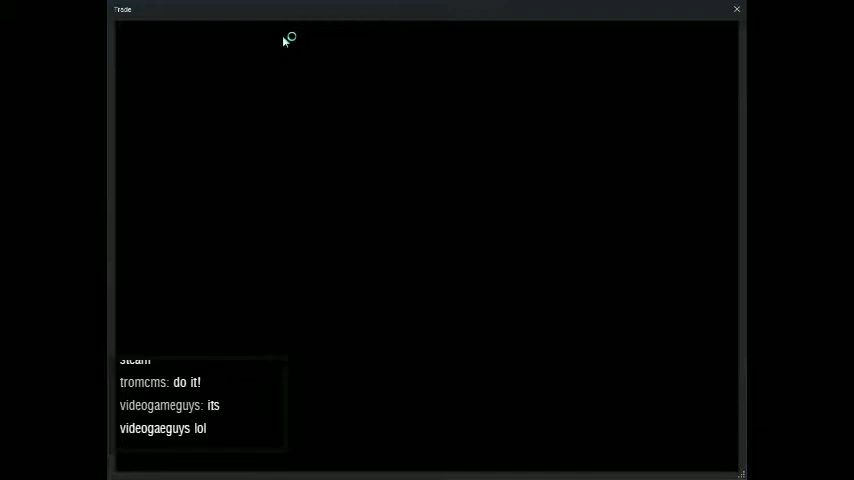 Trade
steam
tromcms: do it!
videogameguys: its
videogaeguys lol